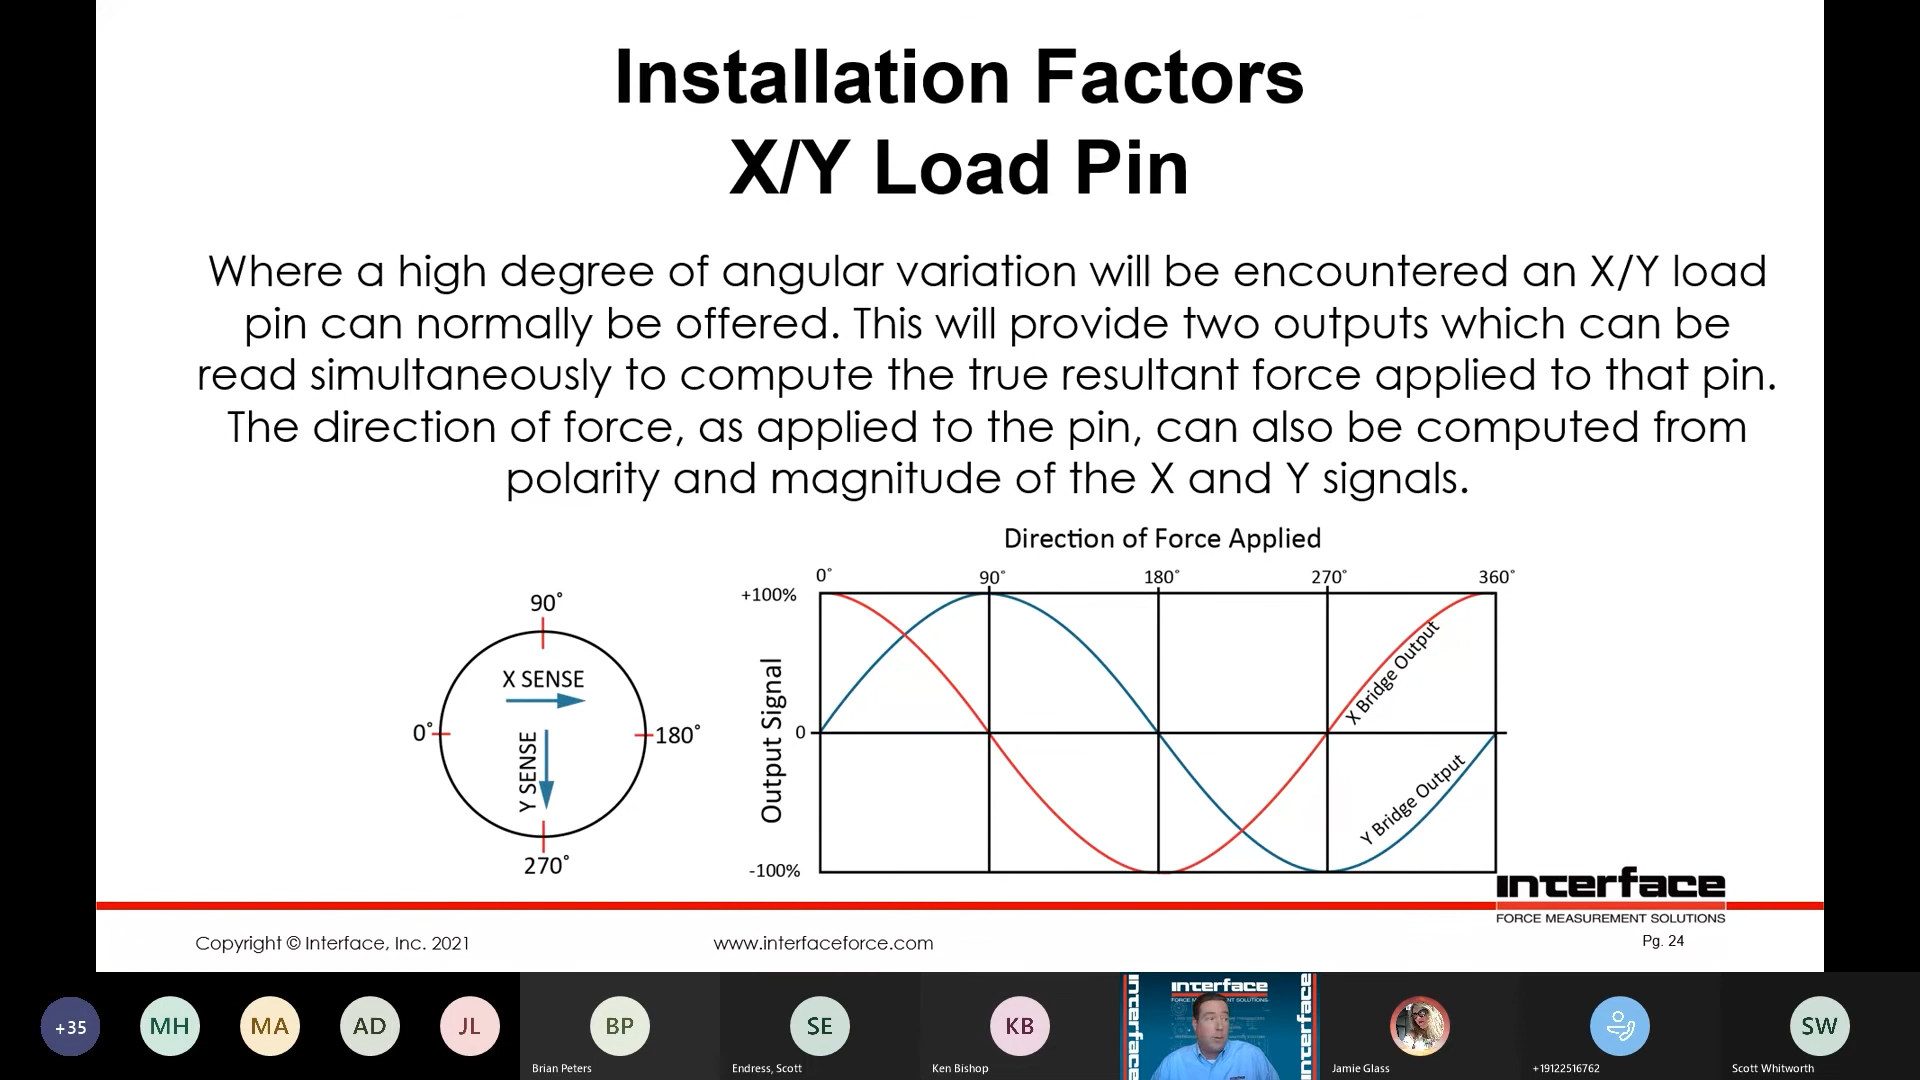 Installation Factors
X/Y Load Pin
Where a high degree of angular variation will be encountered an X/Y load
pin can normally be offered. This will provide two outputs which can be
read simultaneously to compute the true resultant force applied to that pin.
The direction of force, as applied to the pin, can also be computed from
polarity and magnitude of the X and Y signals.
90˚
X SENSE
0˚
180˚
Y SENSE
270˚
Direction of Force Applied
0˚ 90˚ 180˚ 270˚ 360˚
+100%
0
-100%
Output Signal
X Bridge Output
Y Bridge Output
interface
FORCE MEASUREMENT SOLUTIONS
Copyright © Interface, Inc. 2021
www.interfaceforce.com
Pg. 24
+35
MH
MA
AD
JL
BP
Brian Peters
SE
Endress, Scott
KB
Ken Bishop
interface
interface
interface
Jamie Glass
+19122516762
SW
Scott Whitworth